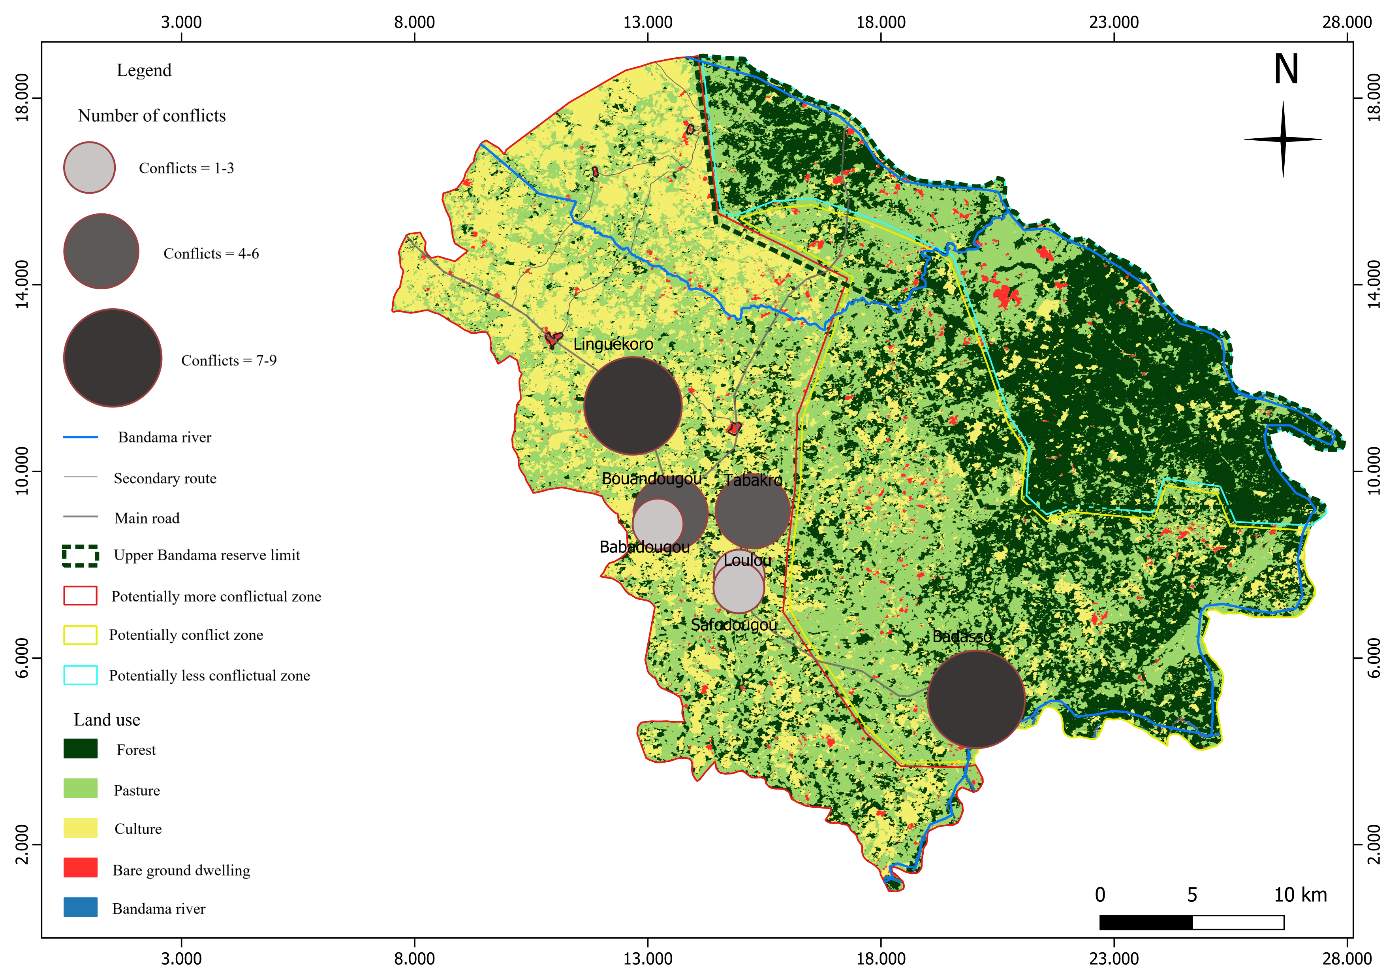 3.000 8.000 13.000 18.000 23.000 28.000
18.000 14.000 10.000 6.000 2.000
18.000 14.000 10.000 6.000 2.000
N
Legend
Number of conflicts
Conflicts = 1-3
Conflicts = 4-6
Conflicts = 7-9
Bandama river
Secondary route
Main road
Upper Bandama reserve limit
Potentially more conflictual zone
Potentially conflict zone
Potentially less conflictual zone
Land use
Forest
Pasture
Culture
Bare ground dwelling
Bandama river
Linguékoro
Bouandougou
Tabakro
Babadougou
Loulou
Safodougou
Badasso
0 5 10 km
3.000 8.000 13.000 18.000 23.000 28.000